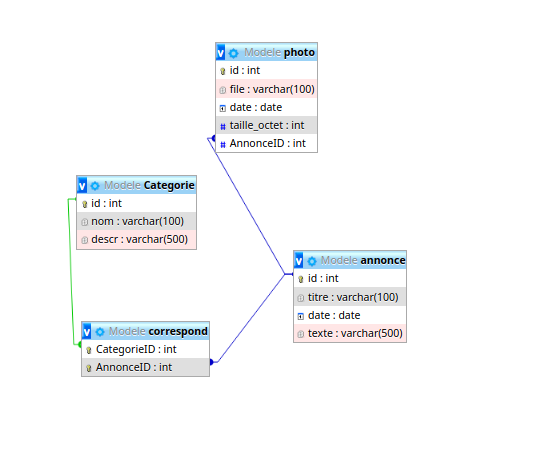 v Modele photo
id : int
file : varchar(100)
date : date
# taille_octet : int
# AnnonceID : int
v Modele Categorie
id : int
nom : varchar(100)
descr : varchar(500)
v Modele annonce
id : int
titre : varchar(100)
date : date
texte : varchar(500)
v Modele correspond
CategorieID : int
AnnonceID : int